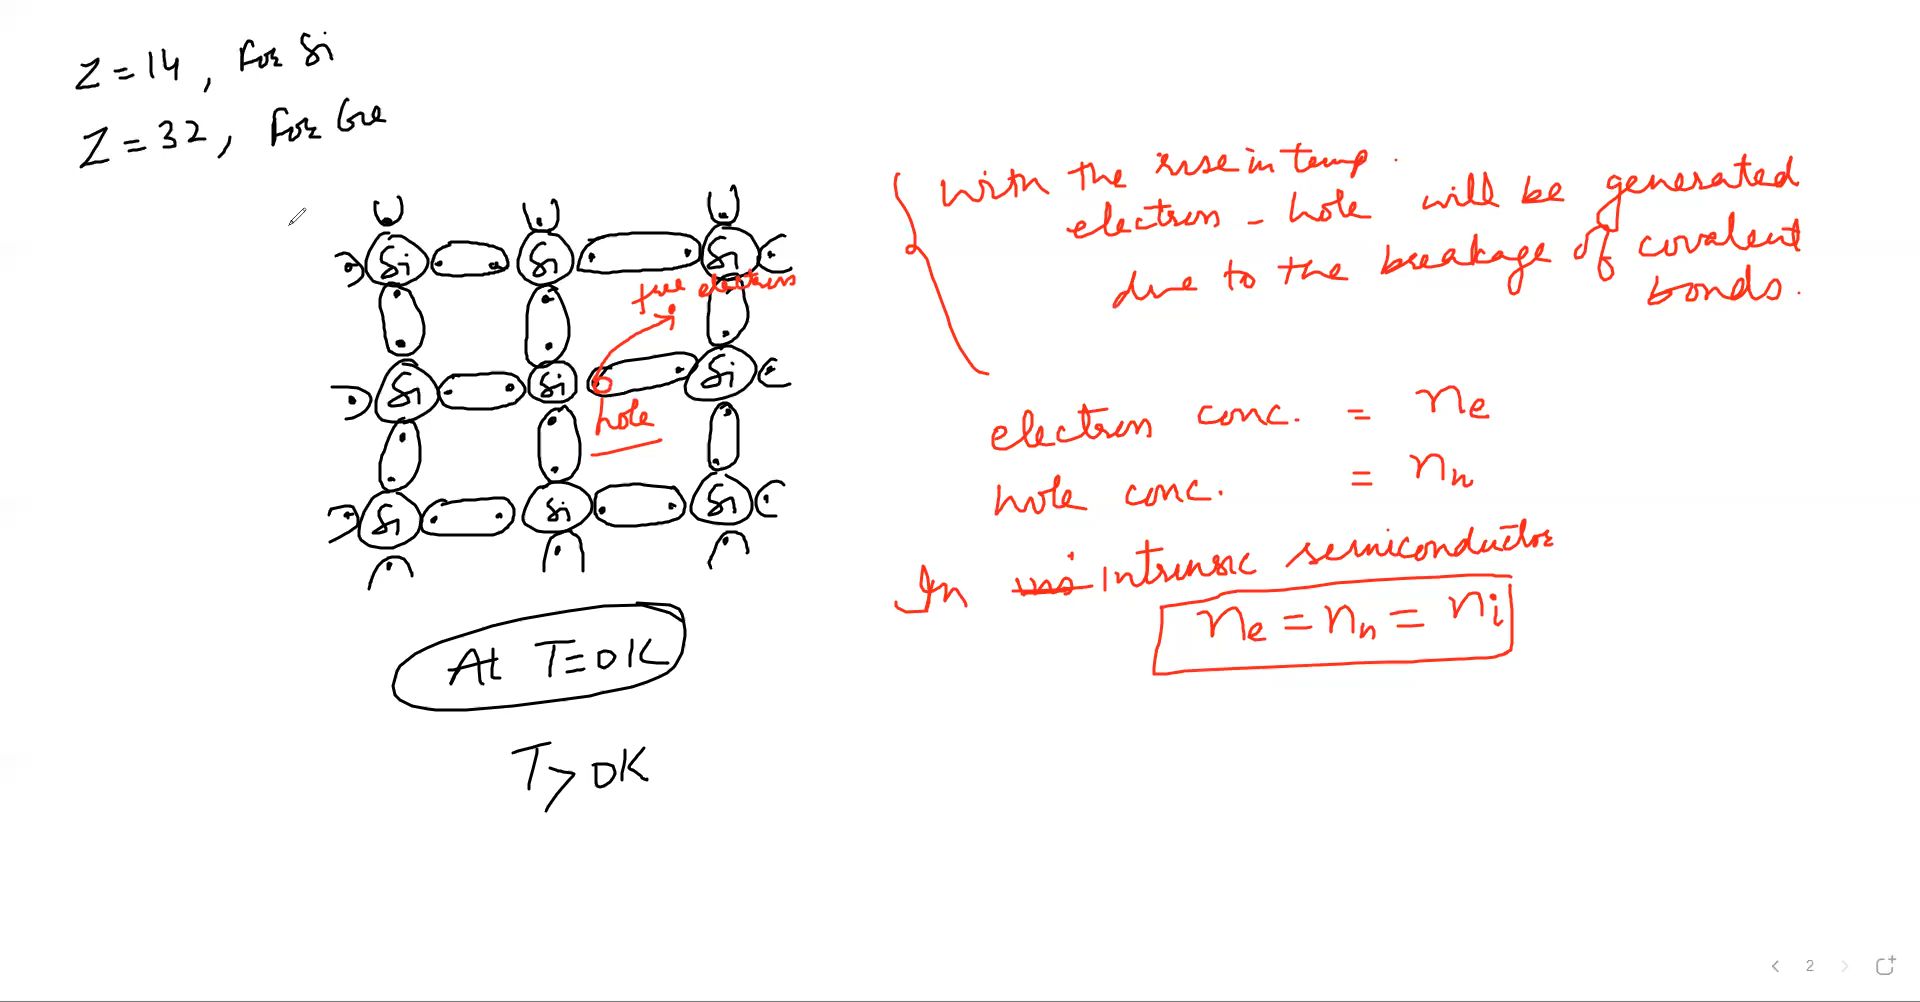 Z = 14, For Si
Z = 32, For Ge
Si Si Si
free electrons
Si Si Si
hole
Si Si Si
At T=0K
T>0K
With the rise in temp.
electron - hole will be generated
due to the breakage of covalent
bonds.
electron conc. = ne
hole conc. = nh
In intrinsic semiconductor
ne = nh = ni
2